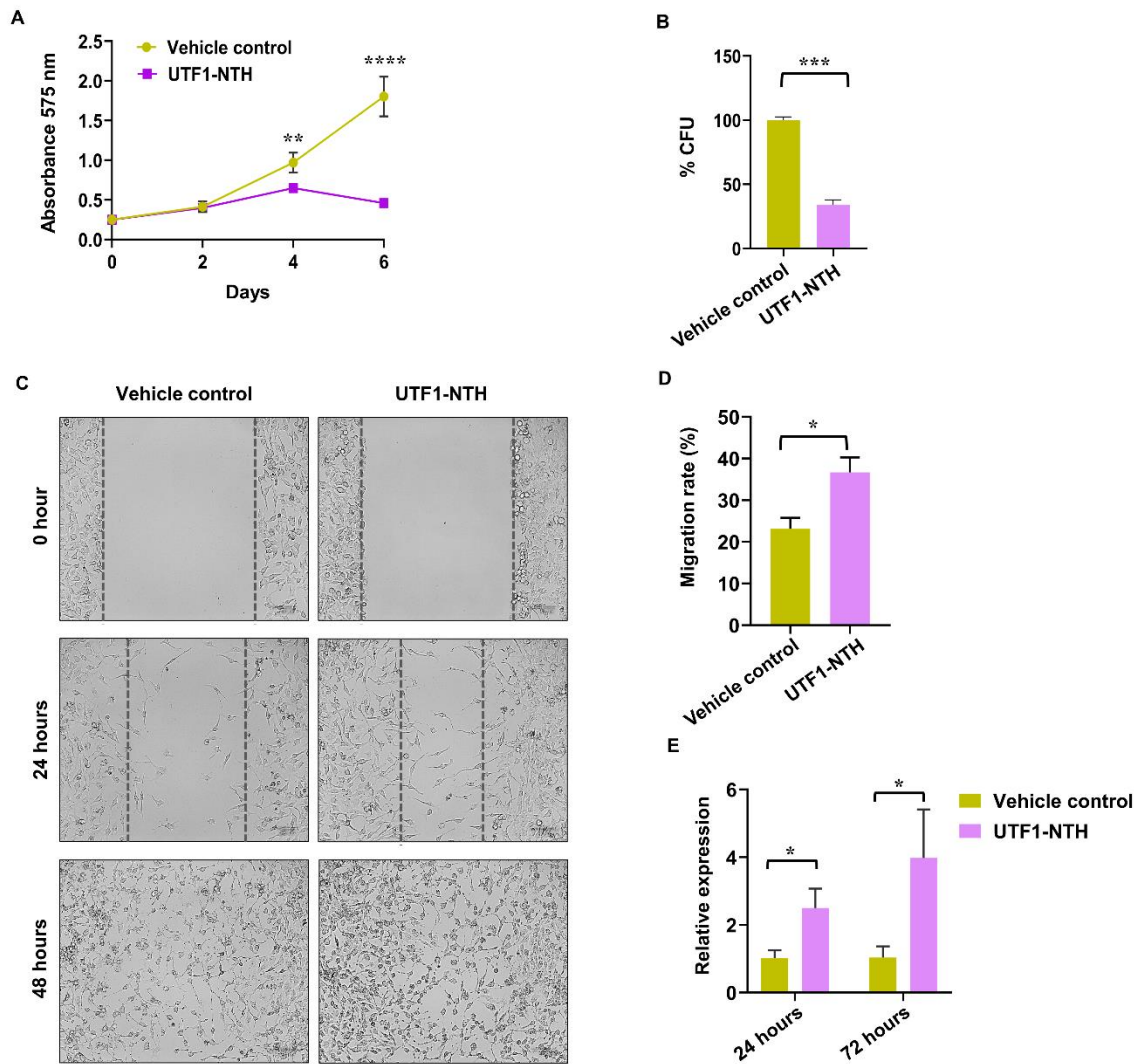 A
Vehicle control
UTF1-NTH
Absorbance 575 nm
2.5
2.0
1.5
1.0
0.5
0.0
**
****
0 2 4 6
Days
B
% CFU
150
100
50
0
***
Vehicle control
UTF1-NTH
C
Vehicle control UTF1-NTH
0 hour
24 hours
48 hours
D
Migration rate (%)
50
40
30
20
10
0
*
Vehicle control
UTF1-NTH
E
Relative expression
6
4
2
0
*
*
24 hours
72 hours
Vehicle control
UTF1-NTH